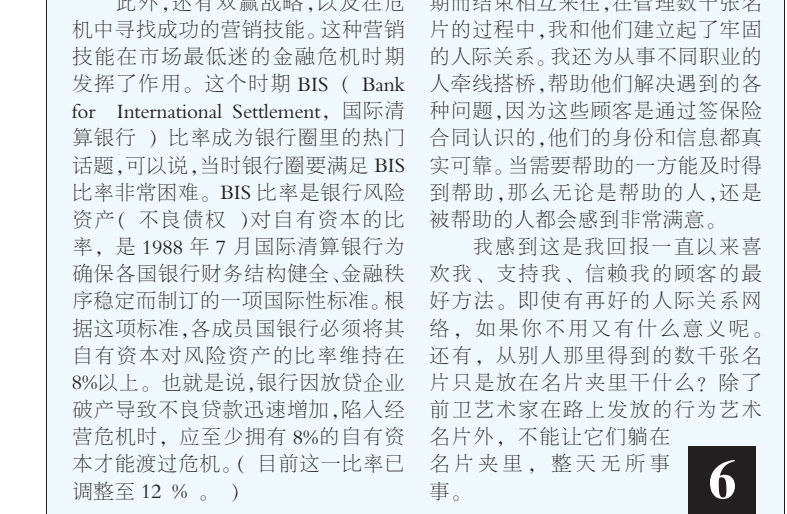 此外,还有双赢战略,以及在危
机中寻找成功的营销技能。这种营销
技能在市场最低迷的金融危机时期
发挥了作用。这个时期 BIS ( Bank
for International Settlement, 国际清
算银行 ) 比率成为银行圈里的热门
话题,可以说,当时银行圈要满足 BIS
比率非常困难。BIS 比率是银行风险
资产( 不良债权 )对自有资本的比
率, 是 1988 年 7 月国际清算银行为
确保各国银行财务结构健全、金融秩
序稳定而制订的一项国际性标准。根
据这项标准,各成员国银行必须将其
自有资本对风险资产的比率维持在
8%以上。也就是说,银行因放贷企业
破产导致不良贷款迅速增加,陷入经
营危机时, 应至少拥有 8%的自有资
本才能渡过危机。( 目前这一比率已
调整至 12 % 。 )
期而结束相互来往,在管理数千张名
片的过程中,我和他们建立起了牢固
的人际关系。我还为从事不同职业的
人牵线搭桥,帮助他们解决遇到的各
种问题,因为这些顾客是通过签保险
合同认识的,他们的身份和信息都真
实可靠。当需要帮助的一方能及时得
到帮助,那么无论是帮助的人,还是
被帮助的人都会感到非常满意。
我感到这是我回报一直以来喜
欢我、支持我、信赖我的顾客的最
好方法。即使有再好的人际关系网
络, 如果你不用又有什么意义呢。
还有, 从别人那里得到的数千张名
片只是放在名片夹里干什么? 除了
前卫艺术家在路上发放的行为艺术
名片外, 不能让它们躺在
名片夹里, 整天无所事
事。
6